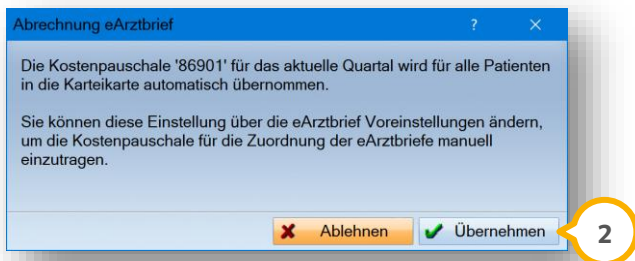 Abrechnung eArztbrief ? ×
Die Kostenpauschale '86901' für das aktuelle Quartal wird für alle Patienten
in die Karteikarte automatisch übernommen.
Sie können diese Einstellung über die eArztbrief Voreinstellungen ändern,
um die Kostenpauschale für die Zuordnung der eArztbriefe manuell
einzutragen.
Ablehnen Übernehmen 2